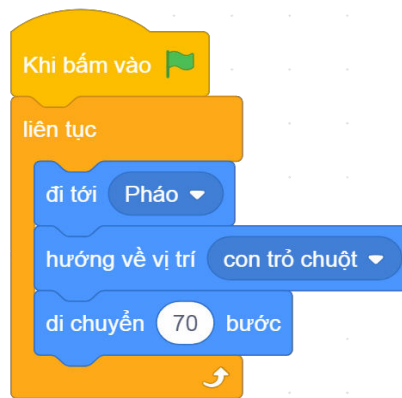 Khi bấm vào
liên tục
đi tới Pháo
hướng về vị trí con trỏ chuột
di chuyển 70 bước